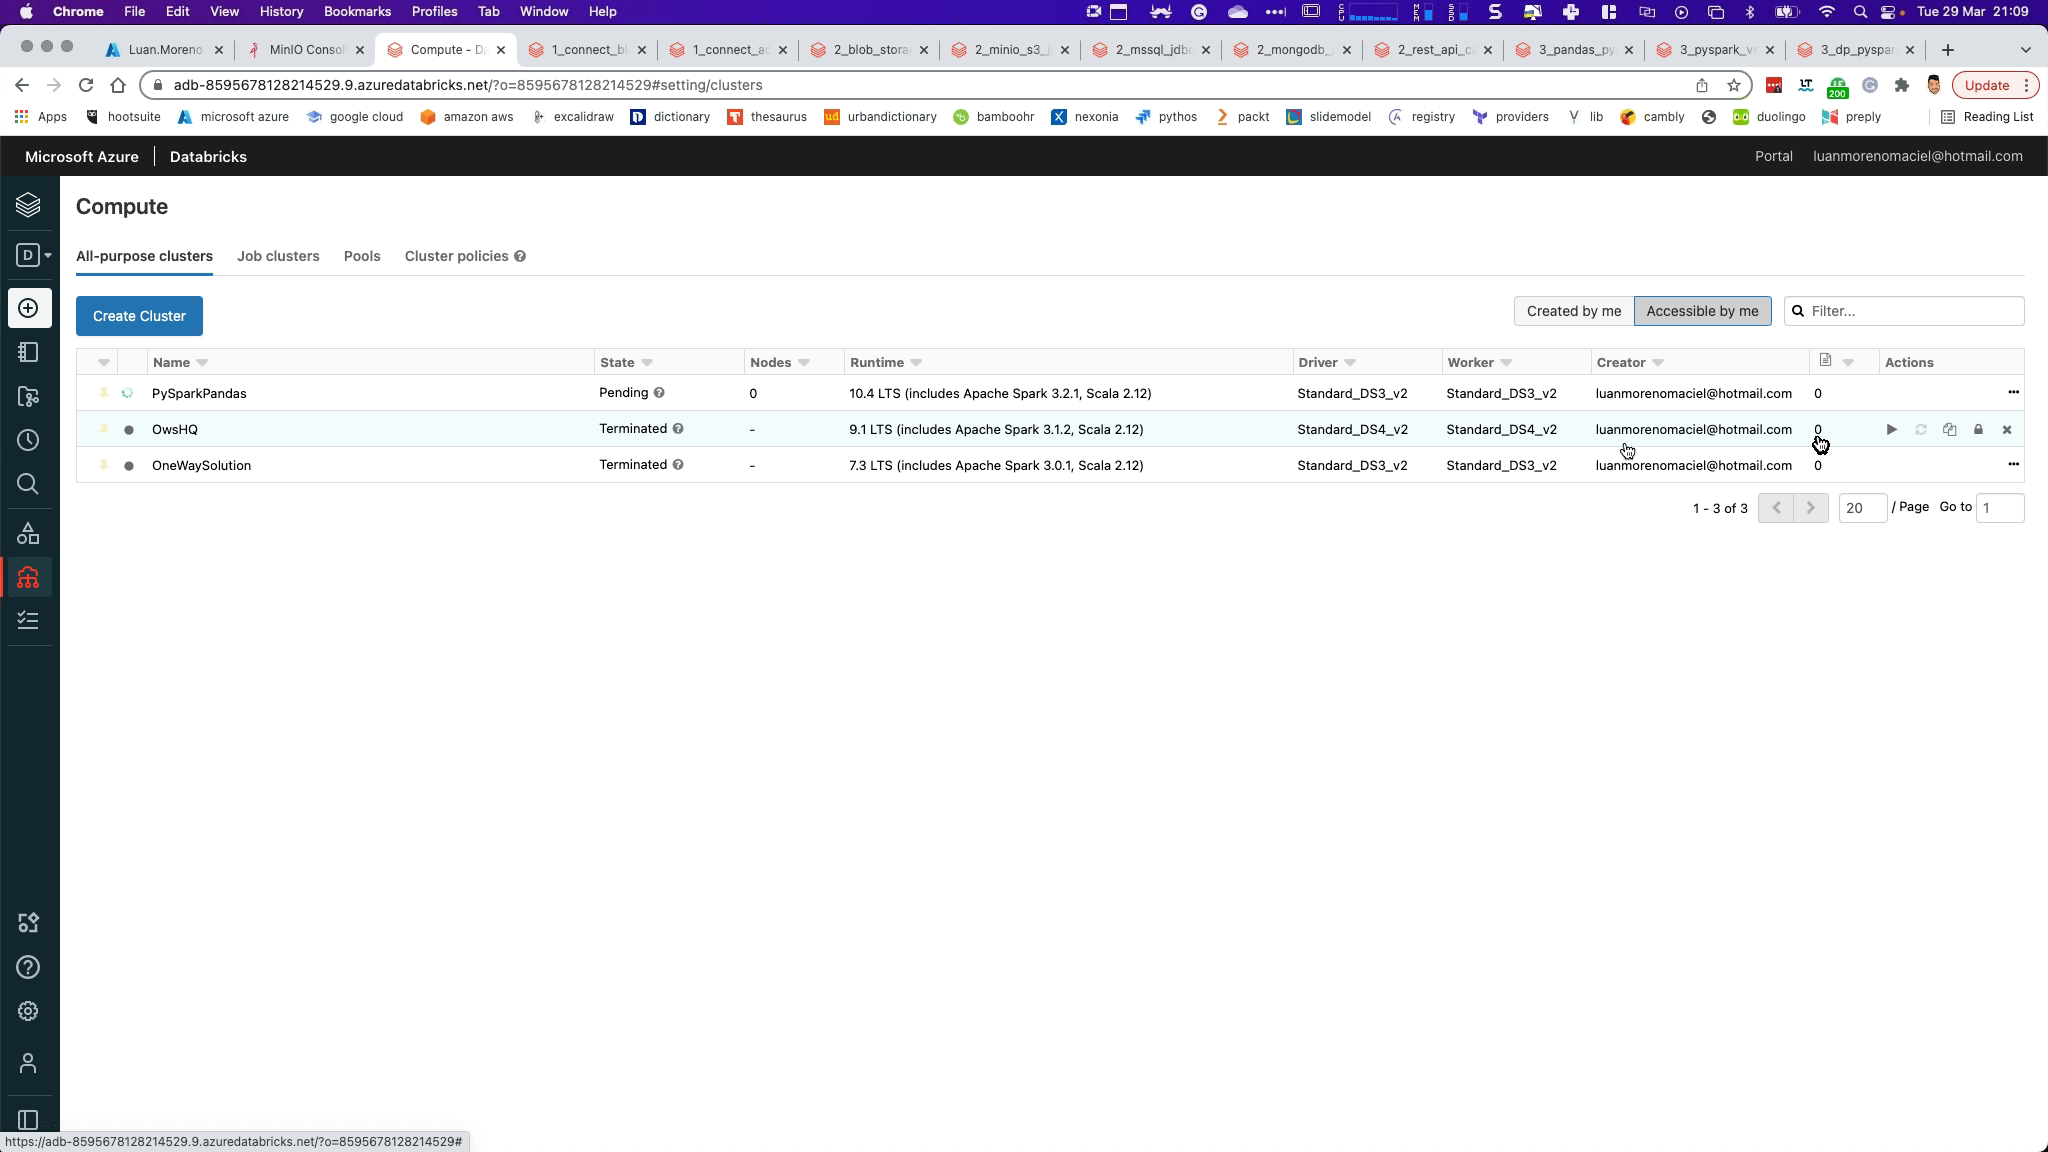 Chrome File Edit View History Bookmarks Profiles Tab Window Help Tue 29 Mar 21:09
Luan.Moreno MinIO Consol Compute - Da 1_connect_bl 1_connect_ad 2_blob_stora 2_minio_s3_ 2_mssql_jdbc 2_mongodb_ 2_rest_api_c 3_pandas_py 3_pyspark_vs 3_dp_pyspar
adb-8595678128214529.9.azuredatabricks.net/?o=8595678128214529#setting/clusters 200 Update
Apps hootsuite microsoft azure google cloud amazon aws excalidraw dictionary thesaurus urbandictionary bamboohr nexonia pythos packt slidemodel registry providers lib cambly duolingo preply Reading List
Microsoft Azure Databricks Portal luanmorenomaciel@hotmail.com
Compute
D
All-purpose clusters Job clusters Pools Cluster policies
Create Cluster Created by me Accessible by me Filter...
Name State Nodes Runtime Driver Worker Creator Actions
PySparkPandas Pending 0 10.4 LTS (includes Apache Spark 3.2.1, Scala 2.12) Standard_DS3_v2 Standard_DS3_v2 luanmorenomaciel@hotmail.com 0
OwsHQ Terminated - 9.1 LTS (includes Apache Spark 3.1.2, Scala 2.12) Standard_DS4_v2 Standard_DS4_v2 luanmorenomaciel@hotmail.com 0
OneWaySolution Terminated - 7.3 LTS (includes Apache Spark 3.0.1, Scala 2.12) Standard_DS3_v2 Standard_DS3_v2 luanmorenomaciel@hotmail.com 0
1 - 3 of 3 20 / Page Go to 1
https://adb-8595678128214529.9.azuredatabricks.net/?o=8595678128214529#